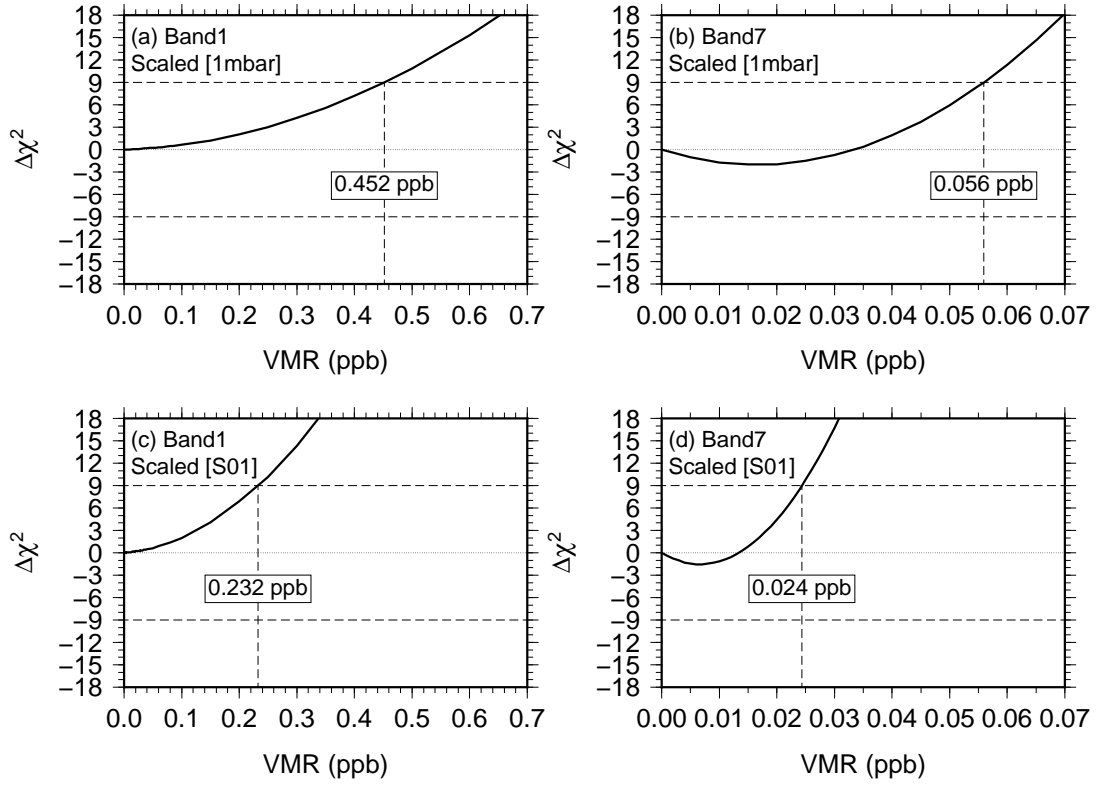 18
15
12
9
6
3
0
−3
−6
−9
−12
−15
−18
Δχ²
(a) Band1
Scaled [1mbar]
0.452 ppb
0.0 0.1 0.2 0.3 0.4 0.5 0.6 0.7
VMR (ppb)
18
15
12
9
6
3
0
−3
−6
−9
−12
−15
−18
Δχ²
(b) Band7
Scaled [1mbar]
0.056 ppb
0.00 0.01 0.02 0.03 0.04 0.05 0.06 0.07
VMR (ppb)
18
15
12
9
6
3
0
−3
−6
−9
−12
−15
−18
Δχ²
(c) Band1
Scaled [S01]
0.232 ppb
0.0 0.1 0.2 0.3 0.4 0.5 0.6 0.7
VMR (ppb)
18
15
12
9
6
3
0
−3
−6
−9
−12
−15
−18
Δχ²
(d) Band7
Scaled [S01]
0.024 ppb
0.00 0.01 0.02 0.03 0.04 0.05 0.06 0.07
VMR (ppb)